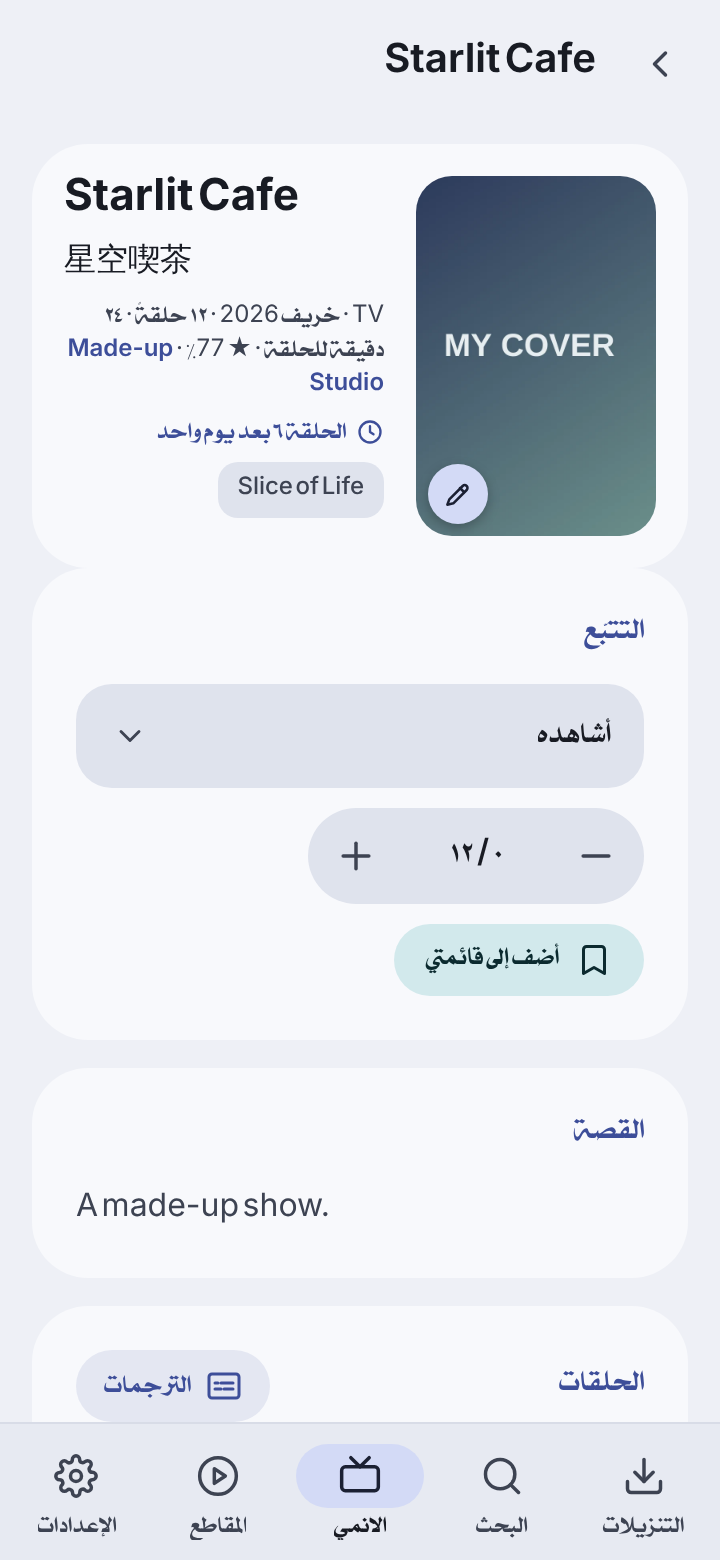 Starlit Cafe
MY COVER
Starlit Cafe
星空喫茶
TV · خريف 2026 · ١٢ حلقة · ٢٤
دقيقة للحلقة · ★ 77٪ · Made-up
Studio
الحلقة ٦ بعد يوم واحد
Slice of Life
التتبّع
أشاهده
٠ / ١٢
أضف إلى قائمتي
القصة
A made-up show.
الحلقات
الترجمات
التنزيلات
البحث
الانمي
المقاطع
الإعدادات